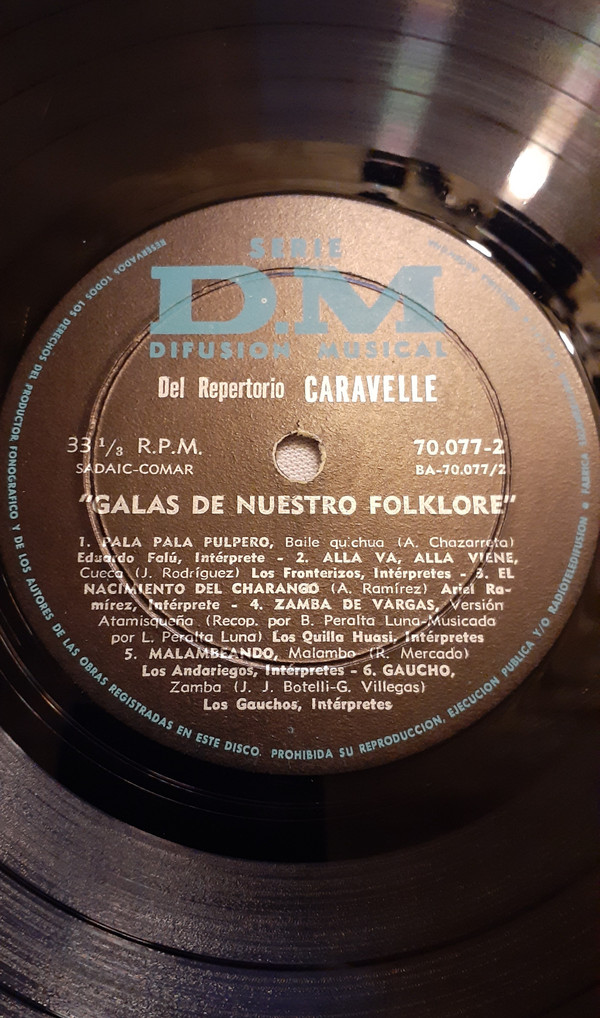 SERIE
D.M
DIFUSION MUSICAL
Del Repertorio CARAVELLE
33 1/3 R.P.M.
70.077-2
SADAIC-COMAR
BA-70.077/2
"GALAS DE NUESTRO FOLKLORE"
1. PALA PALA PULPERO, Baile quichua (A. Chazarreta)
Eduardo Falú, Intérprete - 2. ALLA VA, ALLA VIENE,
Cueca (J. Rodríguez) Los Fronterizos, Intérpretes - 3. EL
NACIMIENTO DEL CHARANGO (A. Ramírez) Ariel Ra-
mírez, Intérprete - 4. ZAMBA DE VARGAS, Versión
Atamisqueña (Recop. por B. Peralta Luna-Musicada
por L. Peralta Luna) Los Quilla Huasi, Intérpretes
5. MALAMBEANDO, Malambo (R. Mercado)
Los Andariegos, Intérpretes - 6. GAUCHO,
Zamba (J. J. Botelli-G. Villegas)
Los Gauchos, Intérpretes
RESERVADOS TODOS LOS DERECHOS DEL PRODUCTOR FONOGRAFICO Y DE LOS AUTORES DE LAS OBRAS REGISTRADAS EN ESTE DISCO. PROHIBIDA SU REPRODUCCION, EJECUCION PUBLICA Y/O RADIOTELEDIFUSION • FABRICA